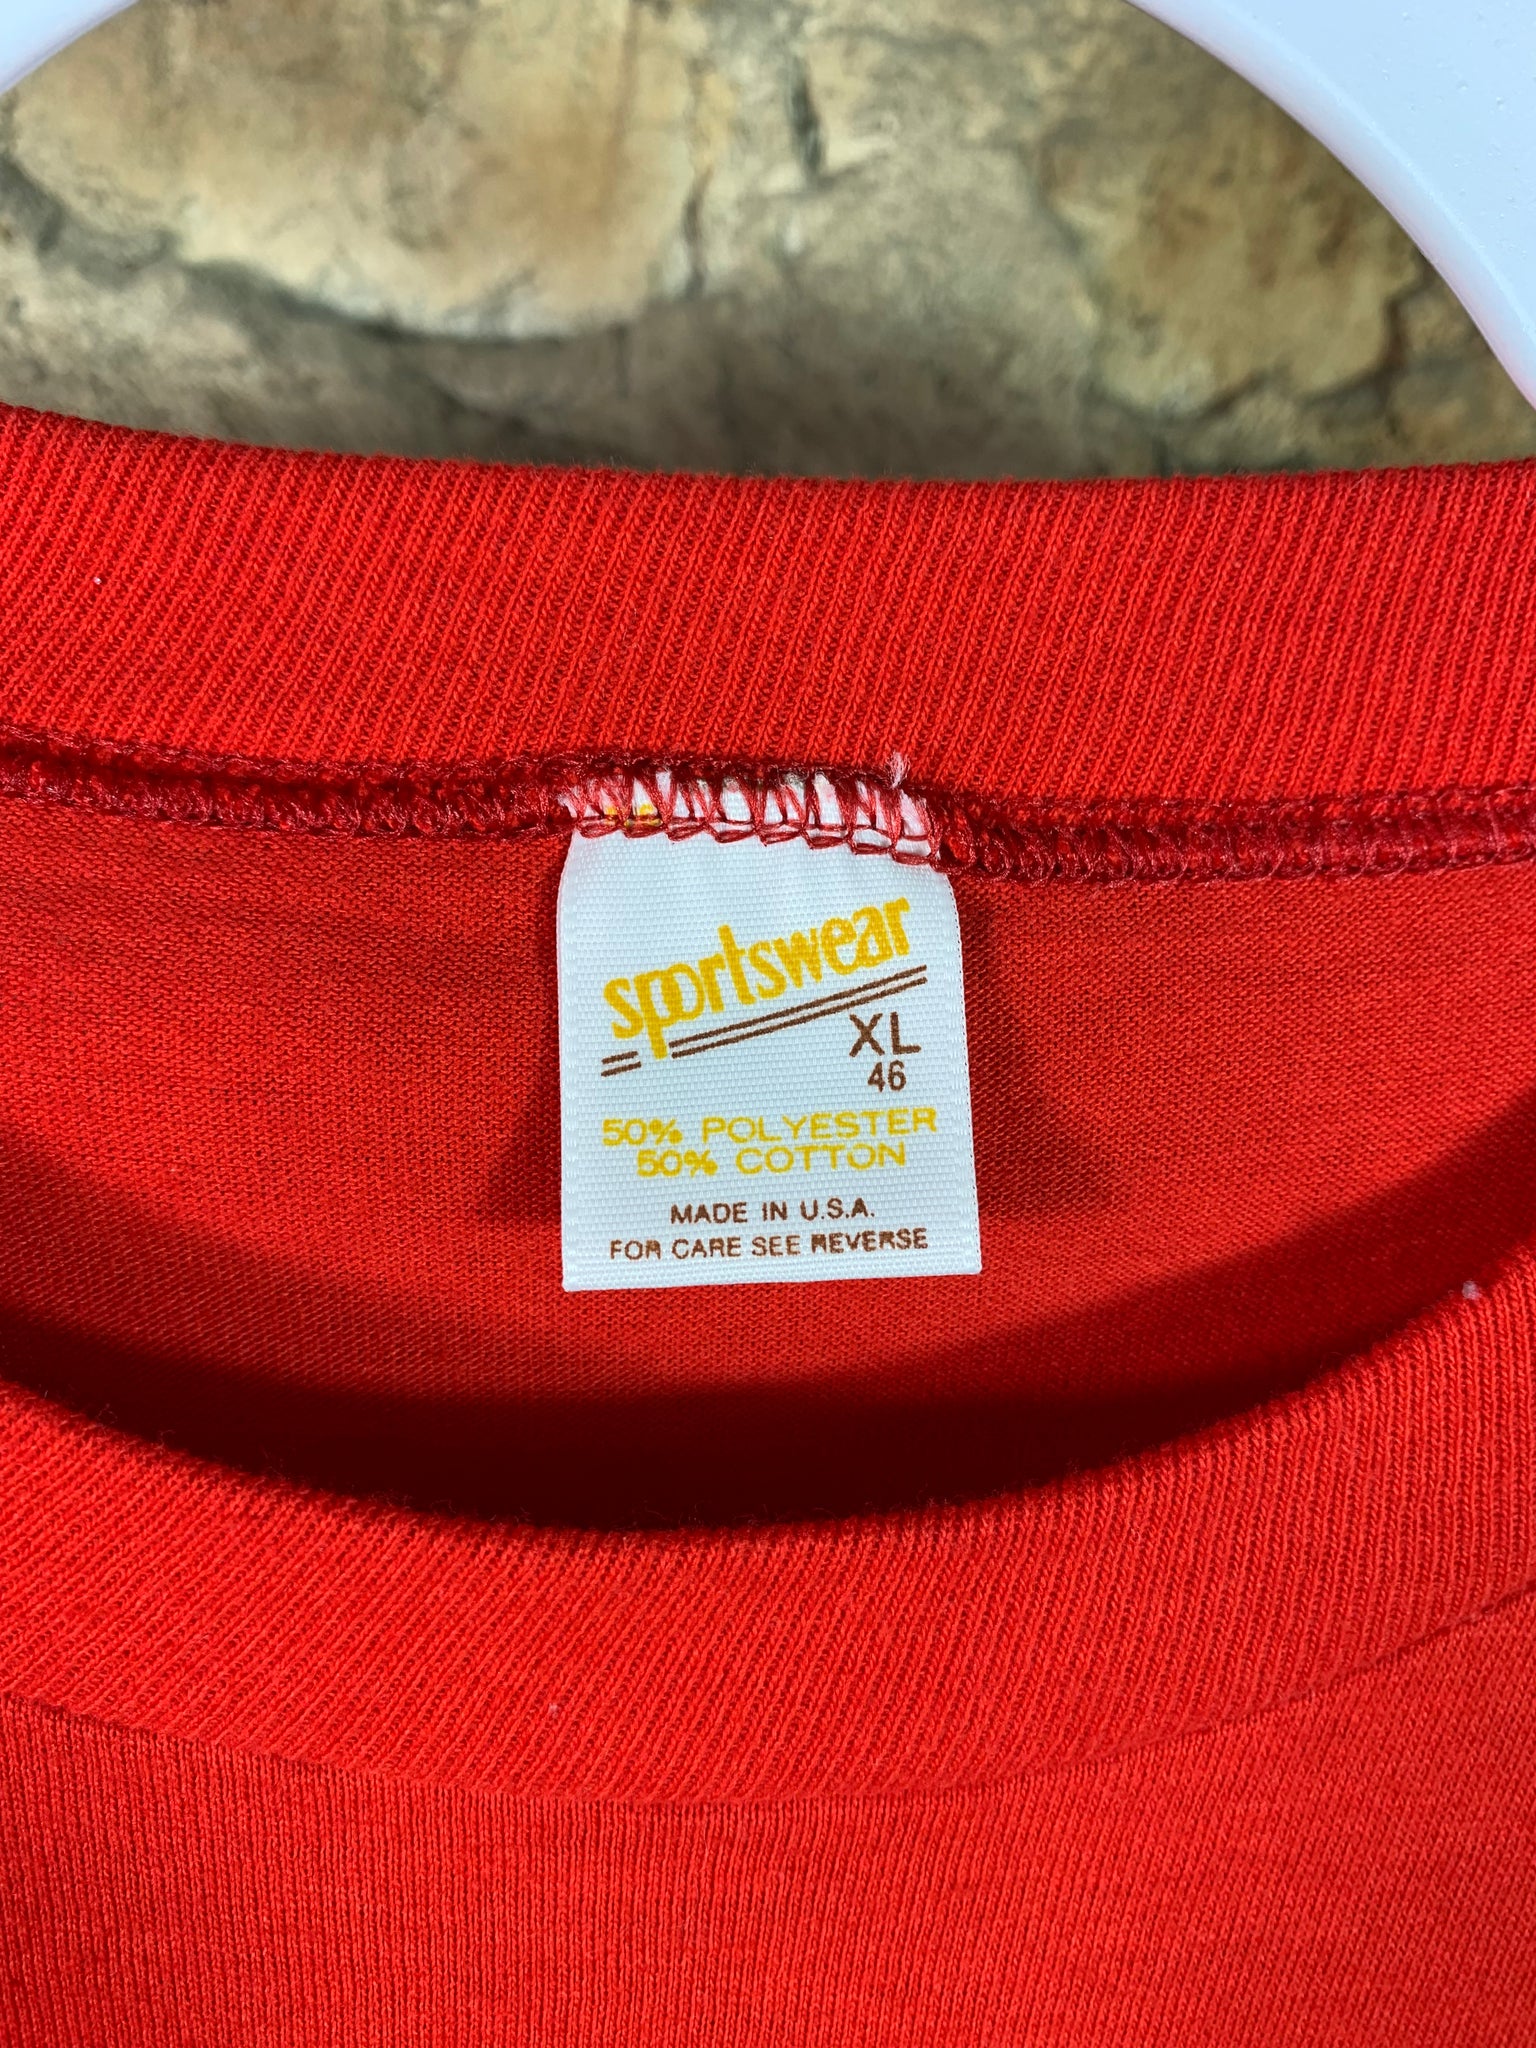 sportswear
XL
46
50% POLYESTER
50% COTTON
MADE IN U.S.A.
FOR CARE SEE REVERSE